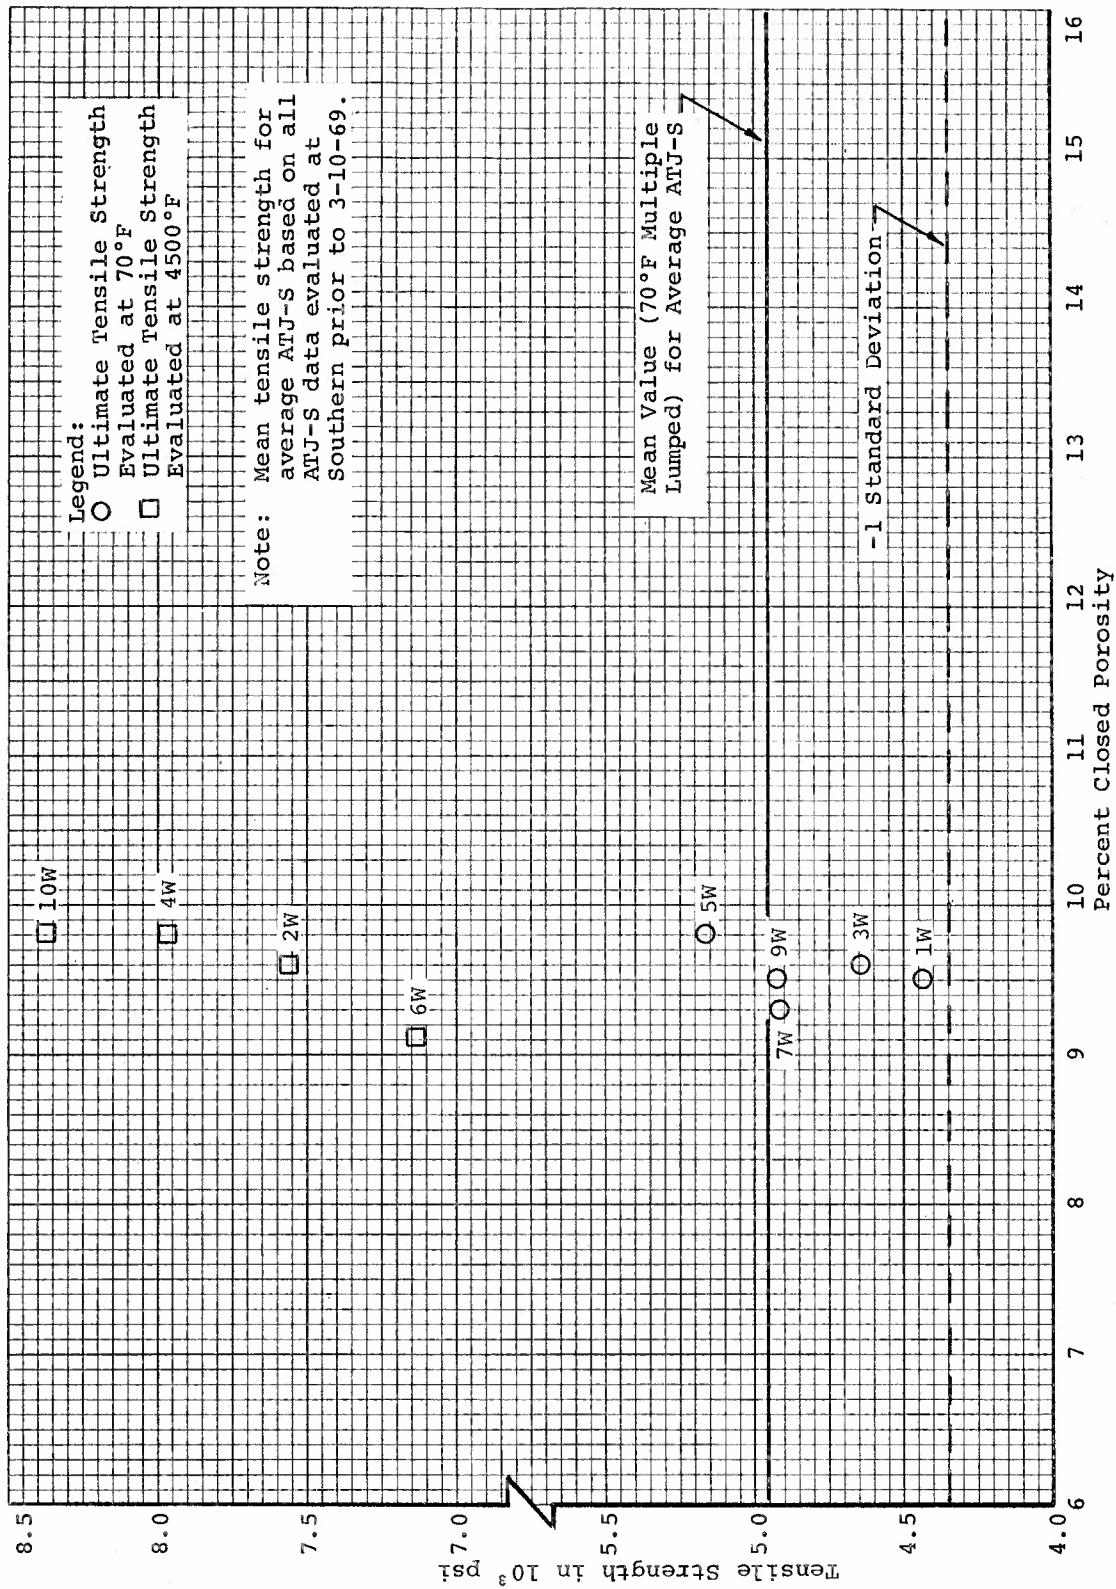 Legend:
○ Ultimate Tensile Strength
Evaluated at 70°F
□ Ultimate Tensile Strength
Evaluated at 4500°F
Note: Mean tensile strength for
average ATJ-S based on all
ATJ-S data evaluated at
Southern prior to 3-10-69.
10W
4W
2W
6W
5W
9W
7W
3W
1W
Mean Value (70°F Multiple
Lumped) for Average ATJ-S
-1 Standard Deviation
Tensile Strength in 10³ psi
8.5
8.0
7.5
7.0
5.5
5.0
4.5
4.0
6 7 8 9 10 11 12 13 14 15 16
Percent Closed Porosity